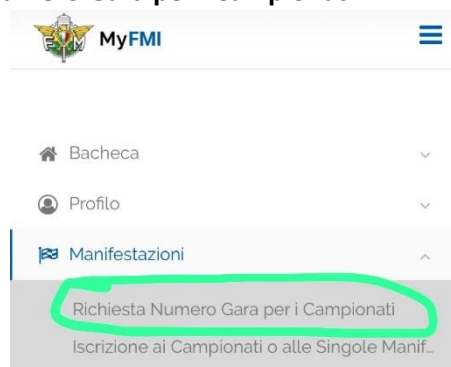 MyFMI
Bacheca
Profilo
Manifestazioni
Richiesta Numero Gara per i Campionati
Iscrizione ai Campionati o alle Singole Manif...